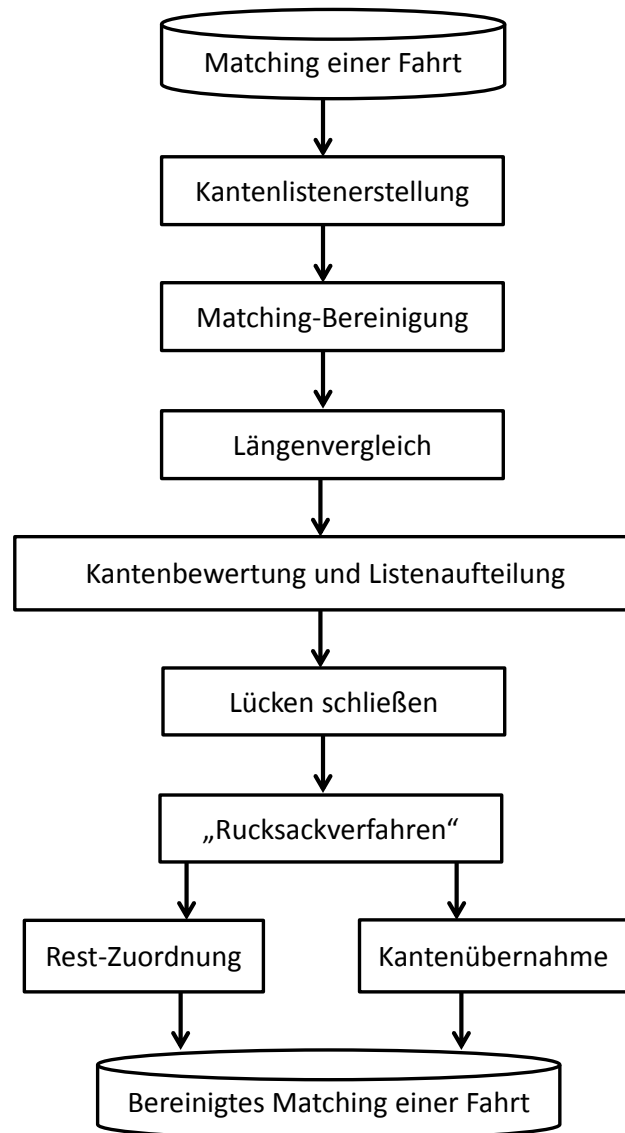 Matching einer Fahrt
Kantenlistenerstellung
Matching-Bereinigung
Längenvergleich
Kantenbewertung und Listenaufteilung
Lücken schließen
„Rucksackverfahren“
Rest-Zuordnung
Kantenübernahme
Bereinigtes Matching einer Fahrt